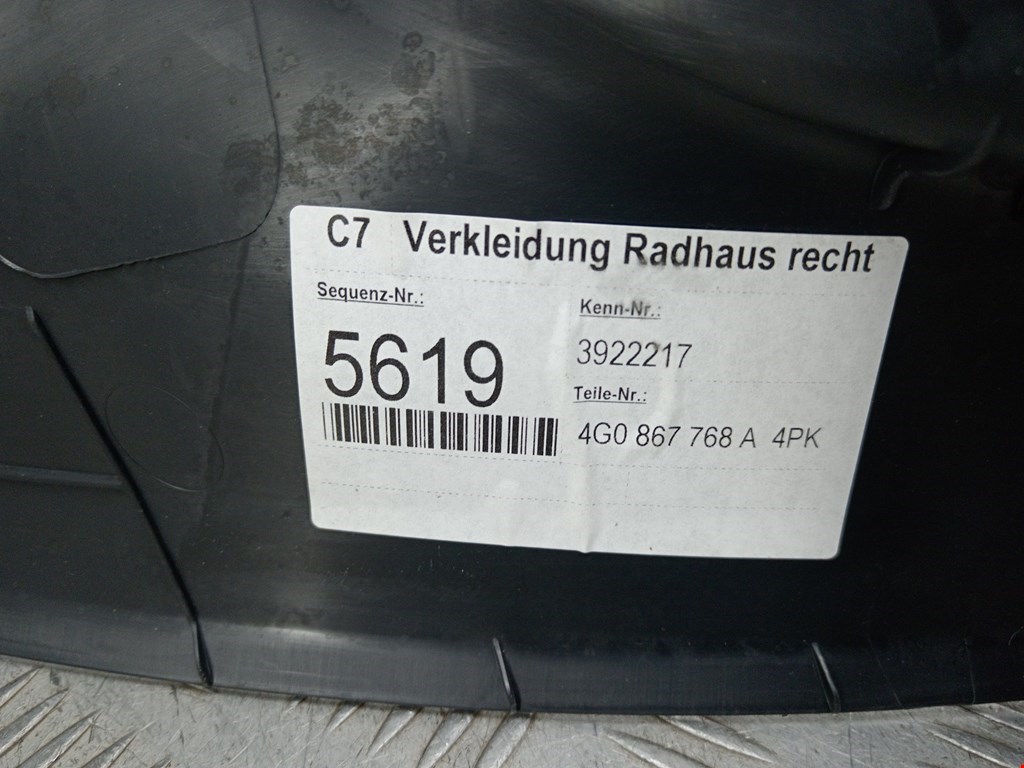 C7 Verkleidung Radhaus recht
Sequenz-Nr.:
5619
Kenn-Nr.:
3922217
Teile-Nr.:
4G0 867 768 A 4PK